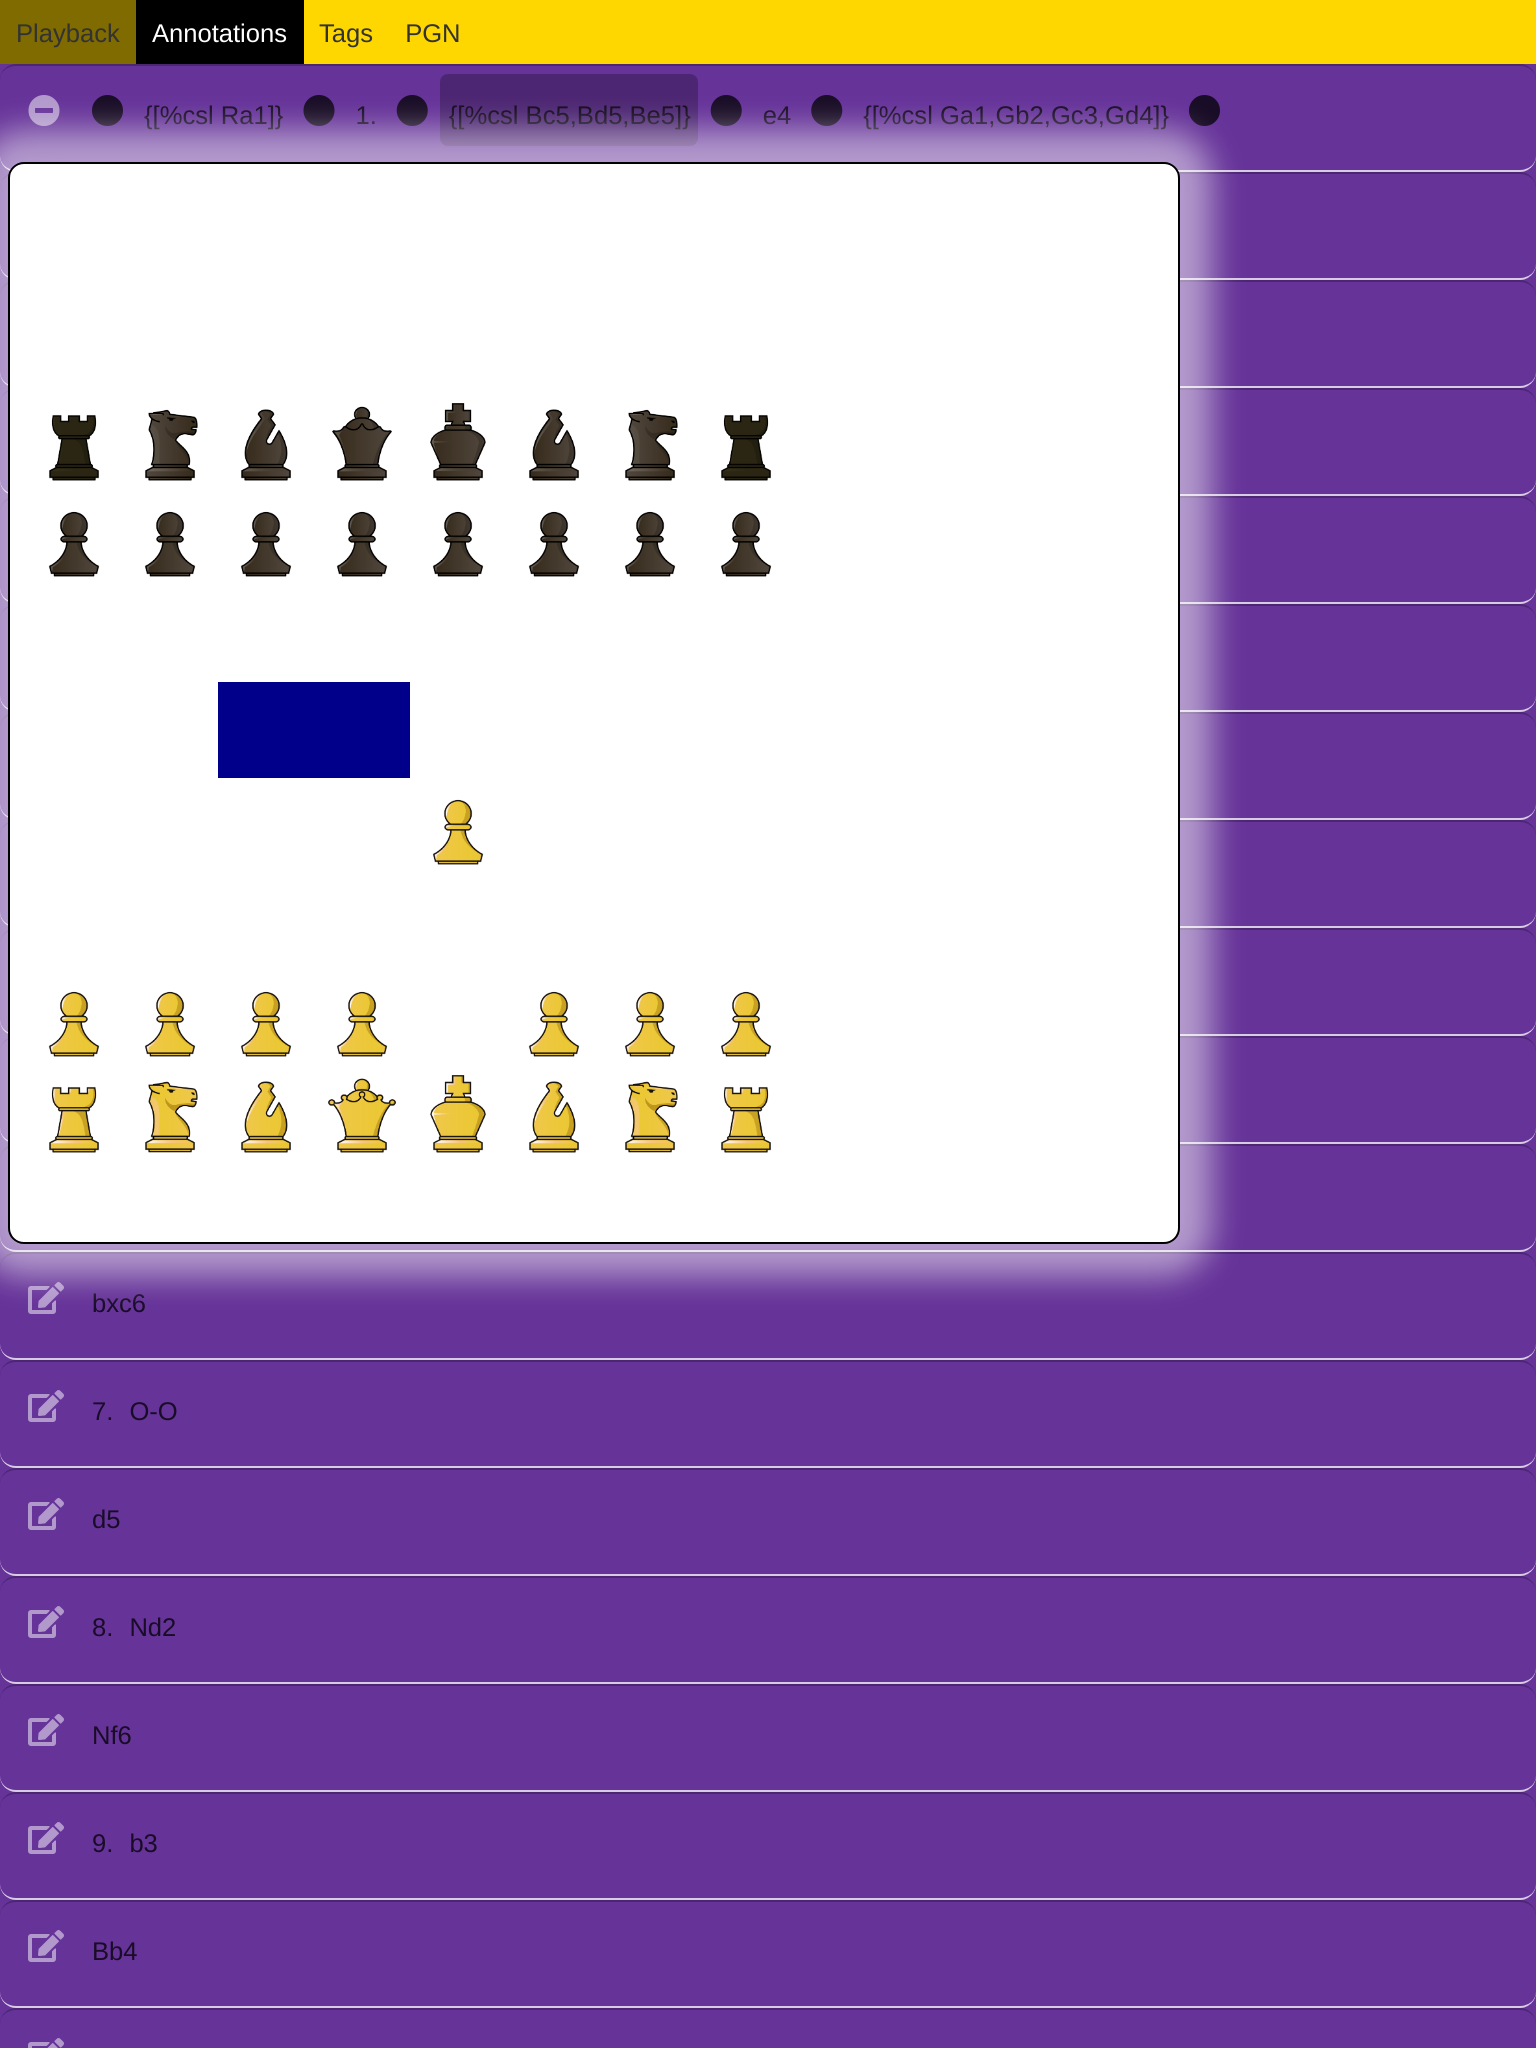 Playback Annotations Tags PGN
{[%csl Ra1]} 1. {[%csl Bc5,Bd5,Be5]} e4 {[%csl Ga1,Gb2,Gc3,Gd4]}
bxc6
7. O-O
d5
8. Nd2
Nf6
9. b3
Bb4